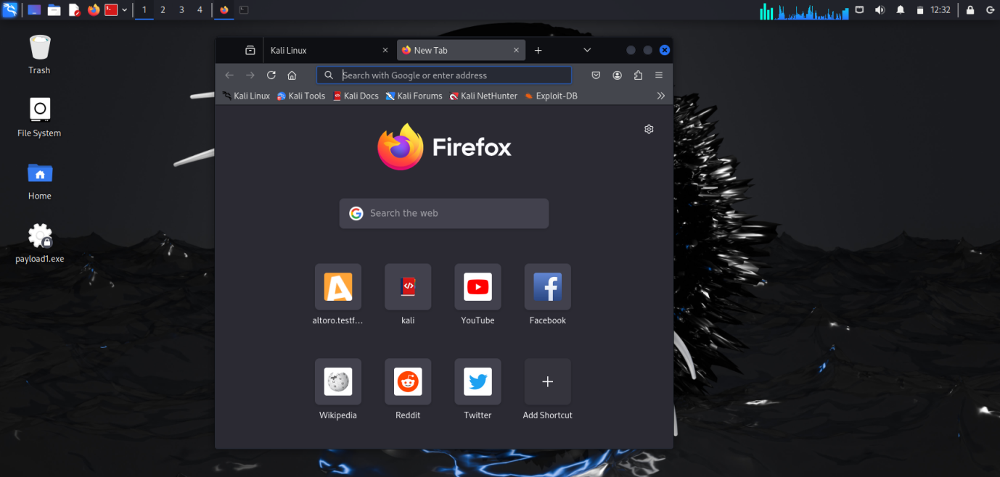 1 2 3 4
12:32
Trash
File System
Home
payload1.exe
Kali Linux
New Tab
Search with Google or enter address
Kali Linux Kali Tools Kali Docs Kali Forums Kali NetHunter Exploit-DB
Firefox
Search the web
altoro.testf… kali YouTube Facebook
Wikipedia Reddit Twitter Add Shortcut